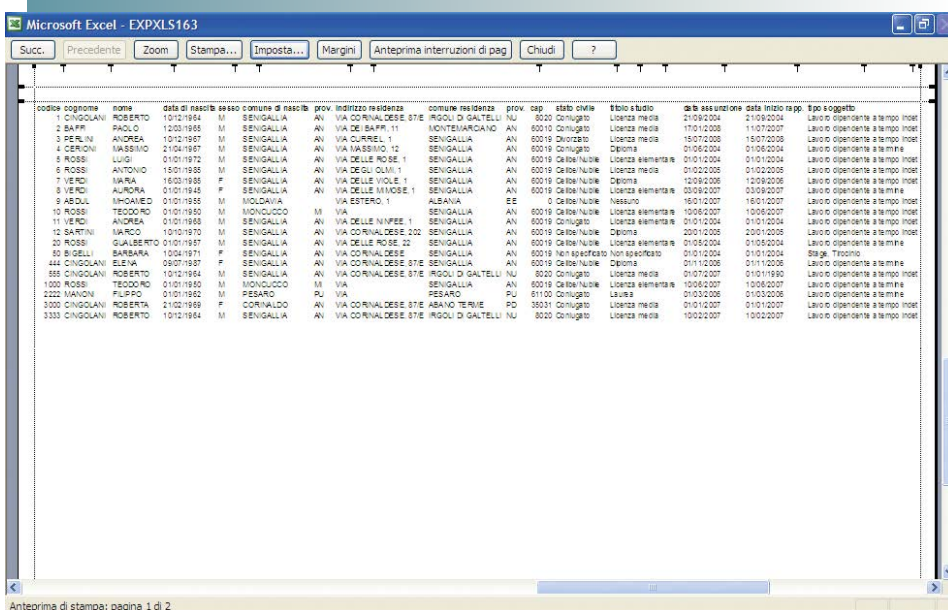 Microsoft Excel - EXPXLS163
Succ. Precedente Zoom Stampa... Imposta... Margini Anteprima interruzioni di pag Chiudi ?
codice cognome nome data di nascita sesso comune di nascita prov. indirizzo residenza comune residenza prov. cap stato civile titolo studio data assunzione data inizio rapp. tipo soggetto
1 CINGOLANI ROBERTO 10/12/1964 M SENIGALLIA AN VIA CORINALDESE, 87/E IRGOLI DI GALTELLI NU 8020 Coniugato Licenza media 21/09/2004 21/09/2004 Lavoro dipendente a tempo indet
2 BAFFI PAOLO 12/03/1965 M SENIGALLIA AN VIA DEI BAFFI, 11 MONTEMARCIANO AN 60010 Coniugato Licenza media 17/01/2008 11/07/2007 Lavoro dipendente a tempo indet
3 PERLINI ANDREA 10/12/1967 M SENIGALLIA AN VIA CURRIEL, 1 SENIGALLIA AN 60019 Divorziato Licenza media 15/07/2008 15/07/2008 Lavoro dipendente a tempo indet
4 CERIONI MASSIMO 21/04/1967 M SENIGALLIA AN VIA MASSIMO, 12 SENIGALLIA AN 60019 Coniugato Diploma 01/06/2004 01/06/2004 Lavoro dipendente a termine
5 ROSSI LUIGI 01/01/1972 M SENIGALLIA AN VIA DELLE ROSE, 1 SENIGALLIA AN 60019 Celibe/Nubile Licenza elementare 01/01/2004 01/01/2004 Lavoro dipendente a tempo indet
6 ROSSI ANTONIO 15/01/1985 M SENIGALLIA AN VIA DEGLI OLMI, 1 SENIGALLIA AN 60019 Celibe/Nubile Licenza media 01/02/2005 01/02/2005 Lavoro dipendente a tempo indet
7 VERDI MARIA 16/03/1985 F SENIGALLIA AN VIA DELLE VIOLE, 1 SENIGALLIA AN 60019 Celibe/Nubile Diploma 12/09/2006 12/09/2006 Lavoro dipendente a tempo indet
8 VERDI AURORA 01/01/1945 F SENIGALLIA AN VIA DELLE MIMOSE, 1 SENIGALLIA AN 60019 Celibe/Nubile Licenza elementare 03/09/2007 03/09/2007 Lavoro dipendente a tempo indet
9 ABDUL MHOAMED 01/01/1955 M MOLDAVIA VIA ESTERO, 1 ALBANIA EE 0 Celibe/Nubile Nessuno 16/01/2007 16/01/2007 Lavoro dipendente a tempo indet
10 ROSSI TEODORO 01/01/1950 M MONCUCCO MI VIA SENIGALLIA AN 60019 Celibe/Nubile Licenza elementare 10/06/2007 10/06/2007 Lavoro dipendente a tempo indet
11 VERDI ANDREA 01/01/1968 M SENIGALLIA AN VIA DELLE NINFEE, 1 SENIGALLIA AN 60019 Coniugato Licenza elementare 01/01/2004 01/01/2004 Lavoro dipendente a tempo indet
12 SARTINI MARCO 10/10/1970 M SENIGALLIA AN VIA CORINALDESE, 202 SENIGALLIA AN 60019 Celibe/Nubile Diploma 20/01/2005 20/01/2005 Lavoro dipendente a tempo indet
20 ROSSI GUALBERTO 01/01/1957 M SENIGALLIA AN VIA DELLE ROSE, 22 SENIGALLIA AN 60019 Celibe/Nubile Licenza elementare 01/05/2004 01/05/2004 Lavoro dipendente a termine
50 BIGELLI BARBARA 10/04/1971 F SENIGALLIA AN VIA CORINALDESE SENIGALLIA AN 60019 Non specificato Non specificato 01/01/2004 01/01/2004 Stage, Tirocinio
444 CINGOLANI ELENA 09/07/1987 F SENIGALLIA AN VIA CORINALDESE, 87/E SENIGALLIA AN 60019 Celibe/Nubile Diploma 01/11/2006 01/11/2006 Lavoro dipendente a termine
555 CINGOLANI ROBERTO 10/12/1964 M SENIGALLIA AN VIA CORINALDESE, 87/E IRGOLI DI GALTELLI NU 8020 Coniugato Licenza media 01/07/2007 01/01/1990 Lavoro dipendente a tempo indet
1000 ROSSI TEODORO 01/01/1950 M MONCUCCO MI VIA SENIGALLIA AN 60019 Celibe/Nubile Licenza elementare 10/06/2007 10/06/2007 Lavoro dipendente a termine
2222 MANONI FILIPPO 01/01/1962 M PESARO PU VIA PESARO PU 61100 Coniugato Laurea 01/03/2006 01/03/2006 Lavoro dipendente a termine
3000 CINGOLANI ROBERTA 21/02/1969 F CORINALDO AN VIA CORINALDESE, 87/E ABANO TERME PD 35031 Coniugato Licenza media 01/01/2007 01/01/2007 Lavoro dipendente a tempo indet
3333 CINGOLANI ROBERTO 10/12/1964 M SENIGALLIA AN VIA CORINALDESE, 87/E IRGOLI DI GALTELLI NU 8020 Coniugato Licenza media 10/02/2007 10/02/2007 Lavoro dipendente a tempo indet
Anteprima di stampa: pagina 1 di 2